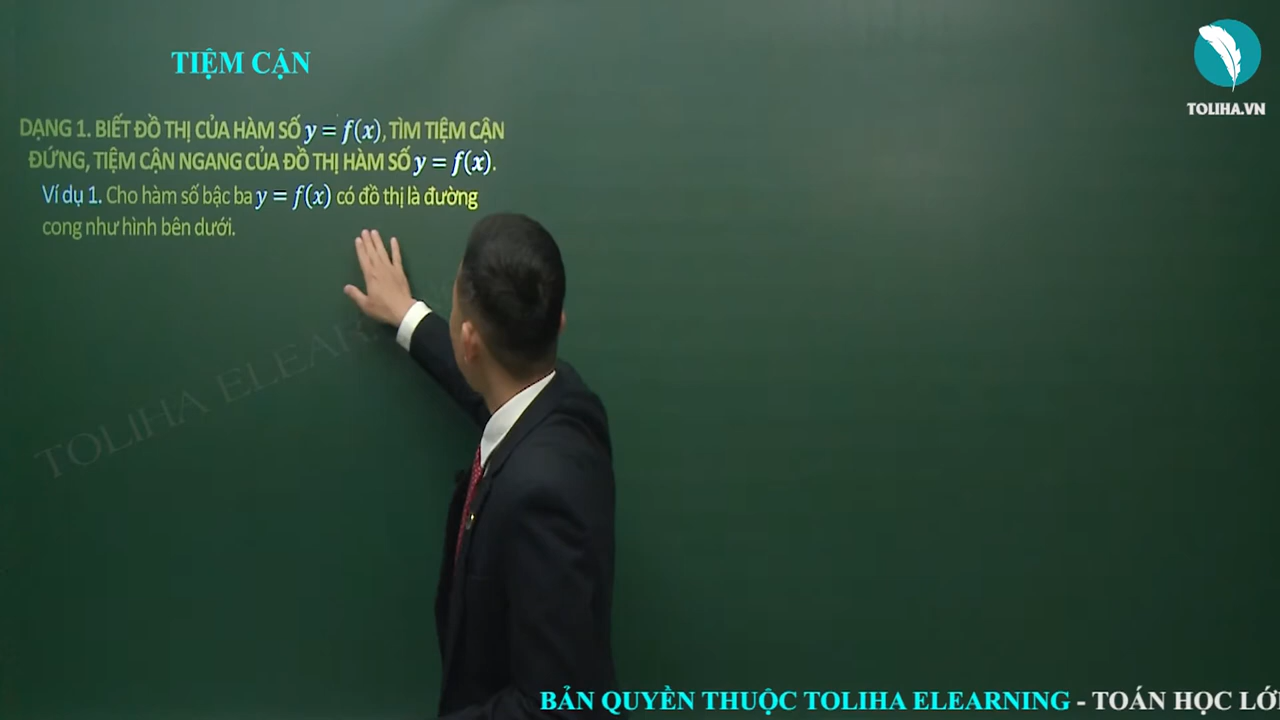 TIỆM CẬN
TOLIHA.VN
DẠNG 1. BIẾT ĐỒ THỊ CỦA HÀM SỐ y = f(x), TÌM TIỆM CẬN
ĐỨNG, TIỆM CẬN NGANG CỦA ĐỒ THỊ HÀM SỐ y = f(x).
Ví dụ 1. Cho hàm số bậc ba y = f(x) có đồ thị là đường
cong như hình bên dưới.
TOLIHA ELEAR
BẢN QUYỀN THUỘC TOLIHA ELEARNING - TOÁN HỌC LỚ